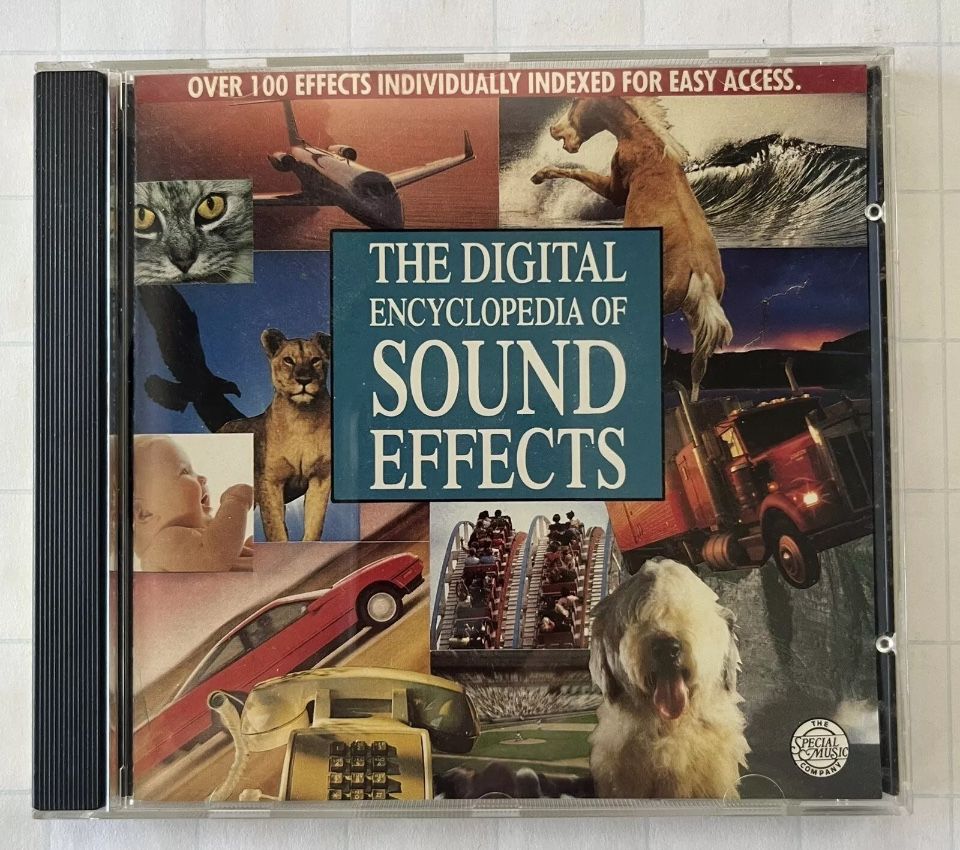 OVER 100 EFFECTS INDIVIDUALLY INDEXED FOR EASY ACCESS.
THE DIGITAL
ENCYCLOPEDIA OF
SOUND
EFFECTS
THE
SPECIAL
MUSIC
COMPANY